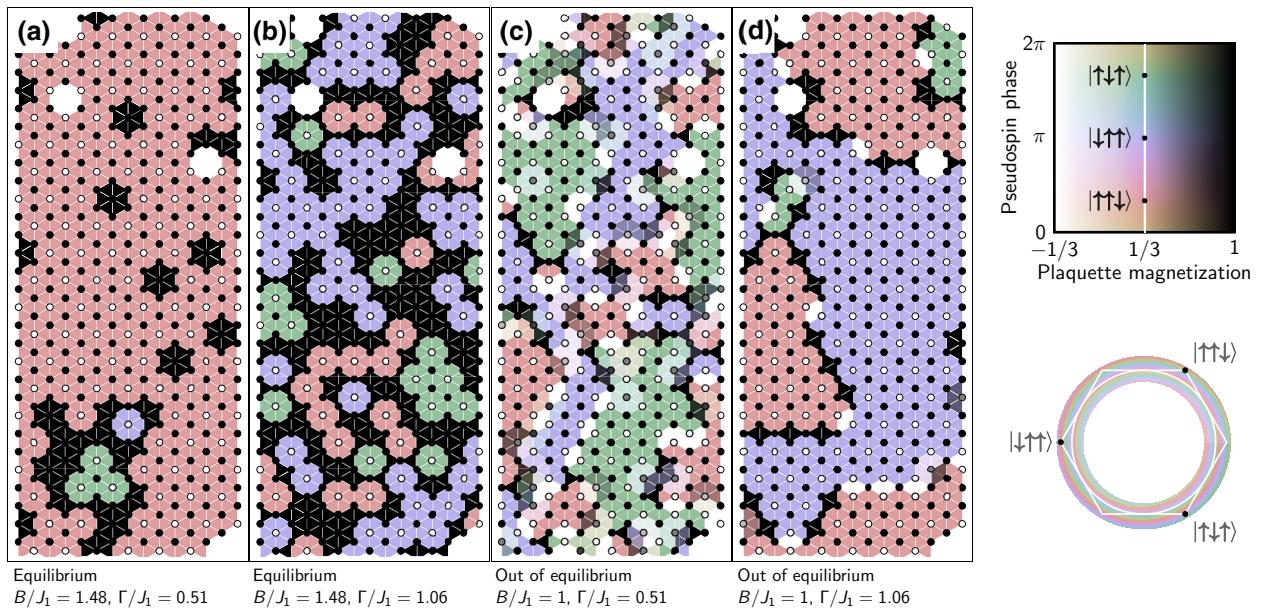 (a)
(b)
(c)
(d)
Equilibrium
B/J₁ = 1.48, Γ/J₁ = 0.51
Equilibrium
B/J₁ = 1.48, Γ/J₁ = 1.06
Out of equilibrium
B/J₁ = 1, Γ/J₁ = 0.51
Out of equilibrium
B/J₁ = 1, Γ/J₁ = 1.06
Pseudospin phase
2π
π
0
|↑↓↑⟩
|↓↑↑⟩
|↑↑↓⟩
−1/3
1/3
1
Plaquette magnetization
|↑↑↓⟩
|↓↑↑⟩
|↑↓↑⟩